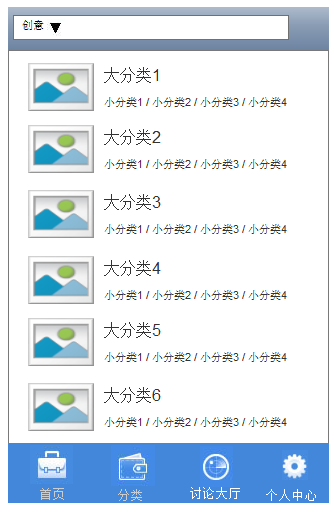 创意
大分类1
小分类1 / 小分类2 / 小分类3 / 小分类4
大分类2
小分类1 / 小分类2 / 小分类3 / 小分类4
大分类3
小分类1 / 小分类2 / 小分类3 / 小分类4
大分类4
小分类1 / 小分类2 / 小分类3 / 小分类4
大分类5
小分类1 / 小分类2 / 小分类3 / 小分类4
大分类6
小分类1 / 小分类2 / 小分类3 / 小分类4
首页 分类 讨论大厅 个人中心